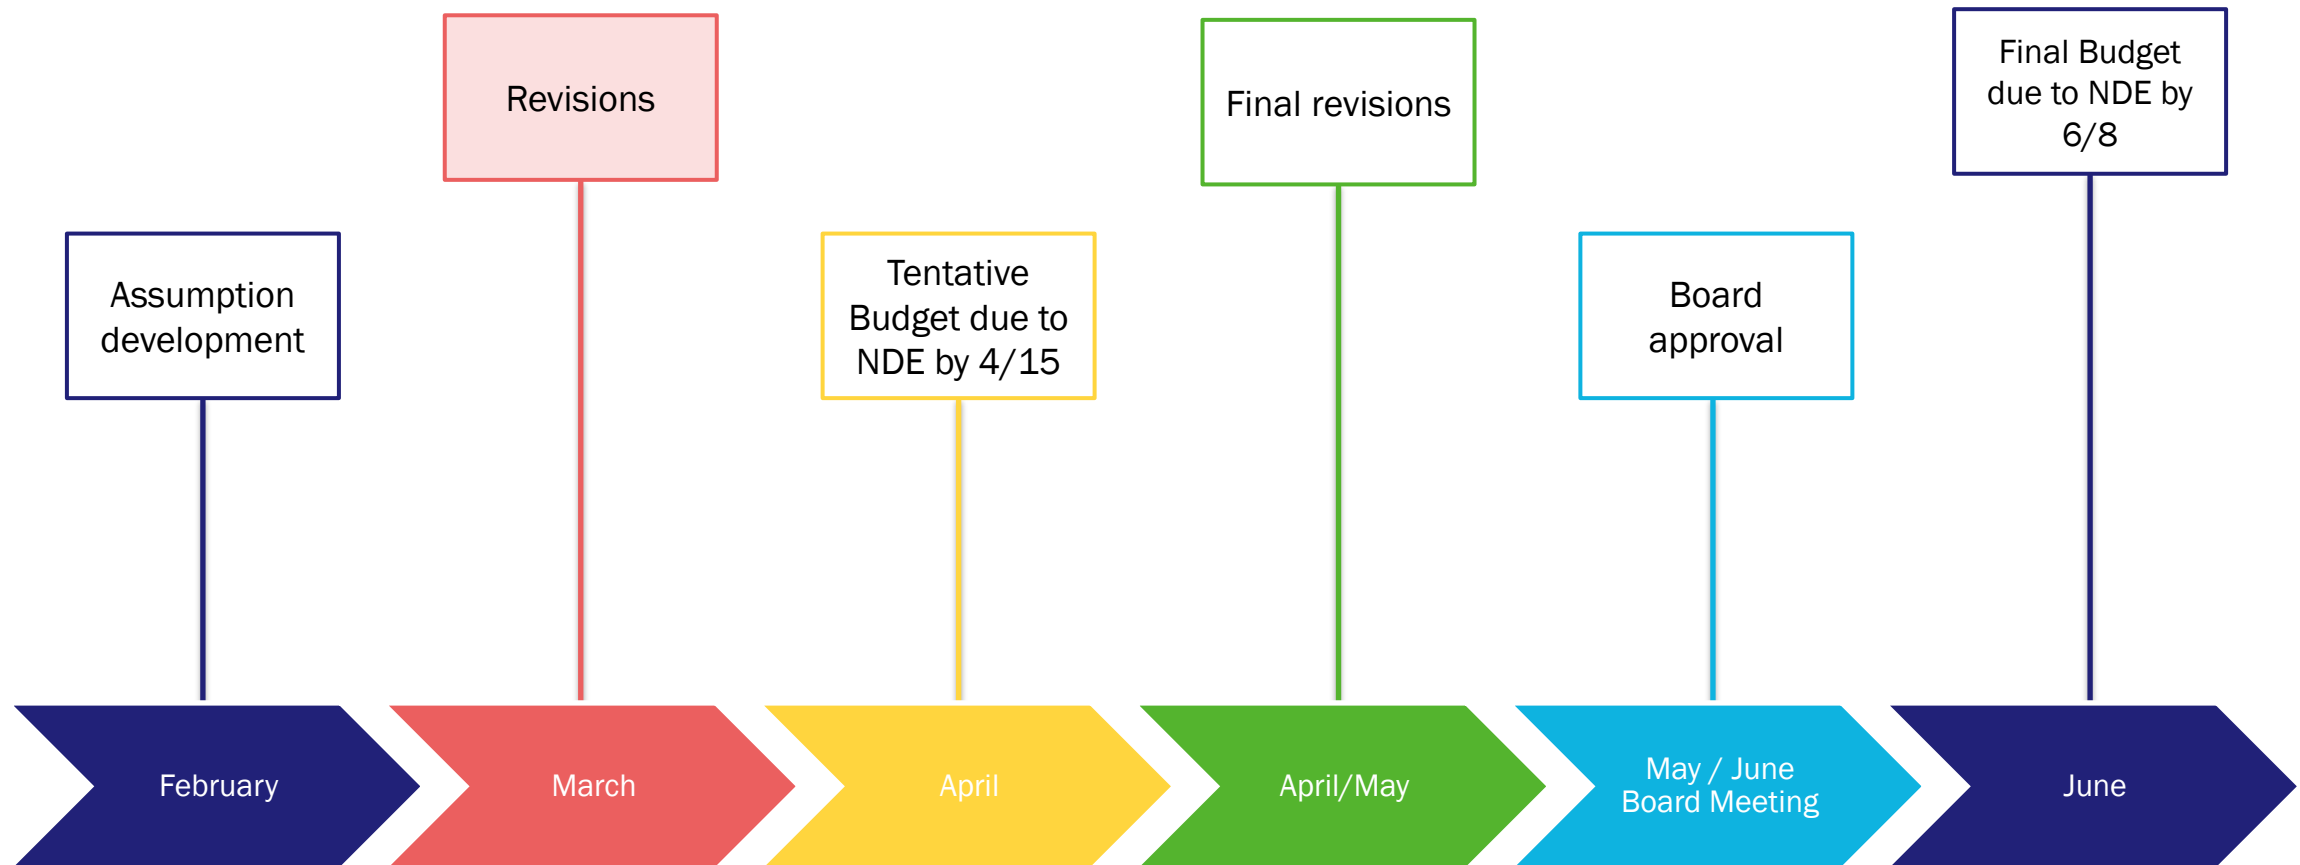 Revisions
Final revisions
Final Budget
due to NDE by
6/8
Assumption
development
Tentative
Budget due to
NDE by 4/15
Board
approval
February
March
April
April/May
May / June
Board Meeting
June